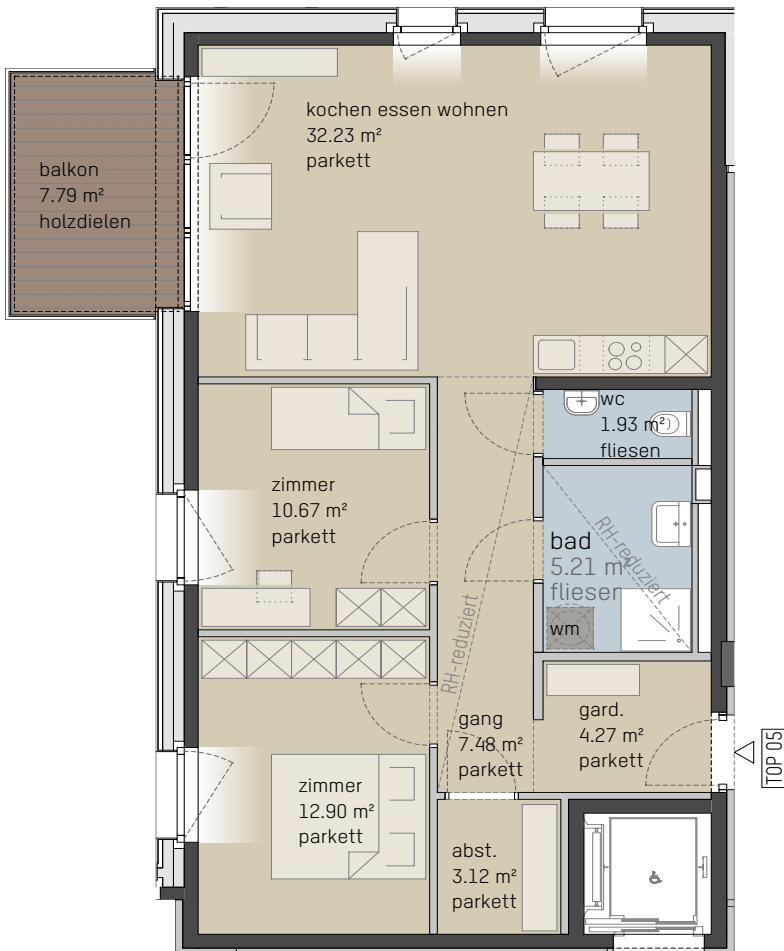 kochen essen wohnen
32.23 m²
parkett
balkon
7.79 m²
holzdielen
wc
1.93 m²
fliesen
zimmer
10.67 m²
parkett
bad
5.21 m²
fliesen
RH-reduziert
wm
RH-reduziert
gang
7.48 m²
parkett
gard.
4.27 m²
parkett
TOP 05
zimmer
12.90 m²
parkett
abst.
3.12 m²
parkett